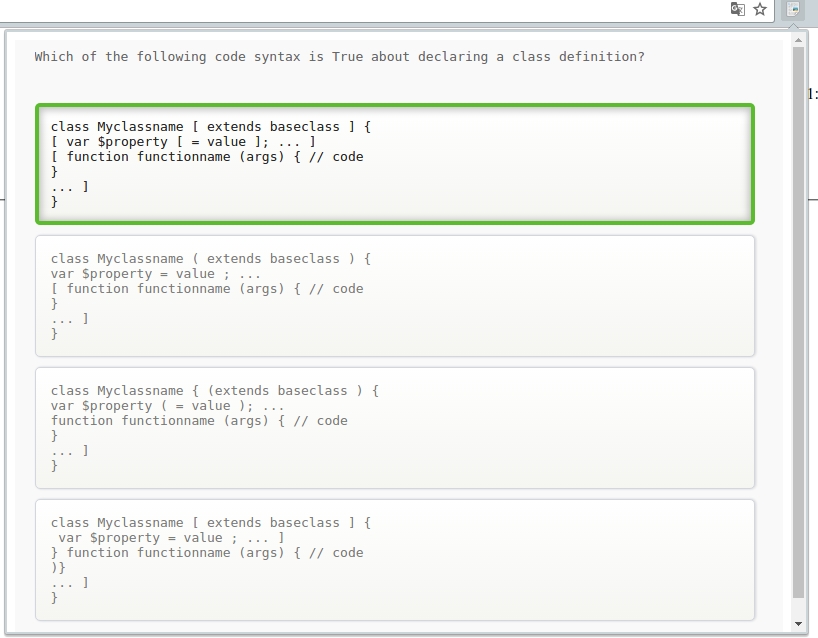 Which of the following code syntax is True about declaring a class definition?
1:
class Myclassname [ extends baseclass ] {
[ var $property [ = value ]; ... ]
[ function functionname (args) { // code
}
... ]
}
class Myclassname ( extends baseclass ) {
var $property = value ; ...
[ function functionname (args) { // code
}
... ]
}
class Myclassname { (extends baseclass ) {
var $property ( = value ); ...
function functionname (args) { // code
}
... ]
}
class Myclassname [ extends baseclass ] {
var $property = value ; ... ]
} function functionname (args) { // code
)}
... ]
}